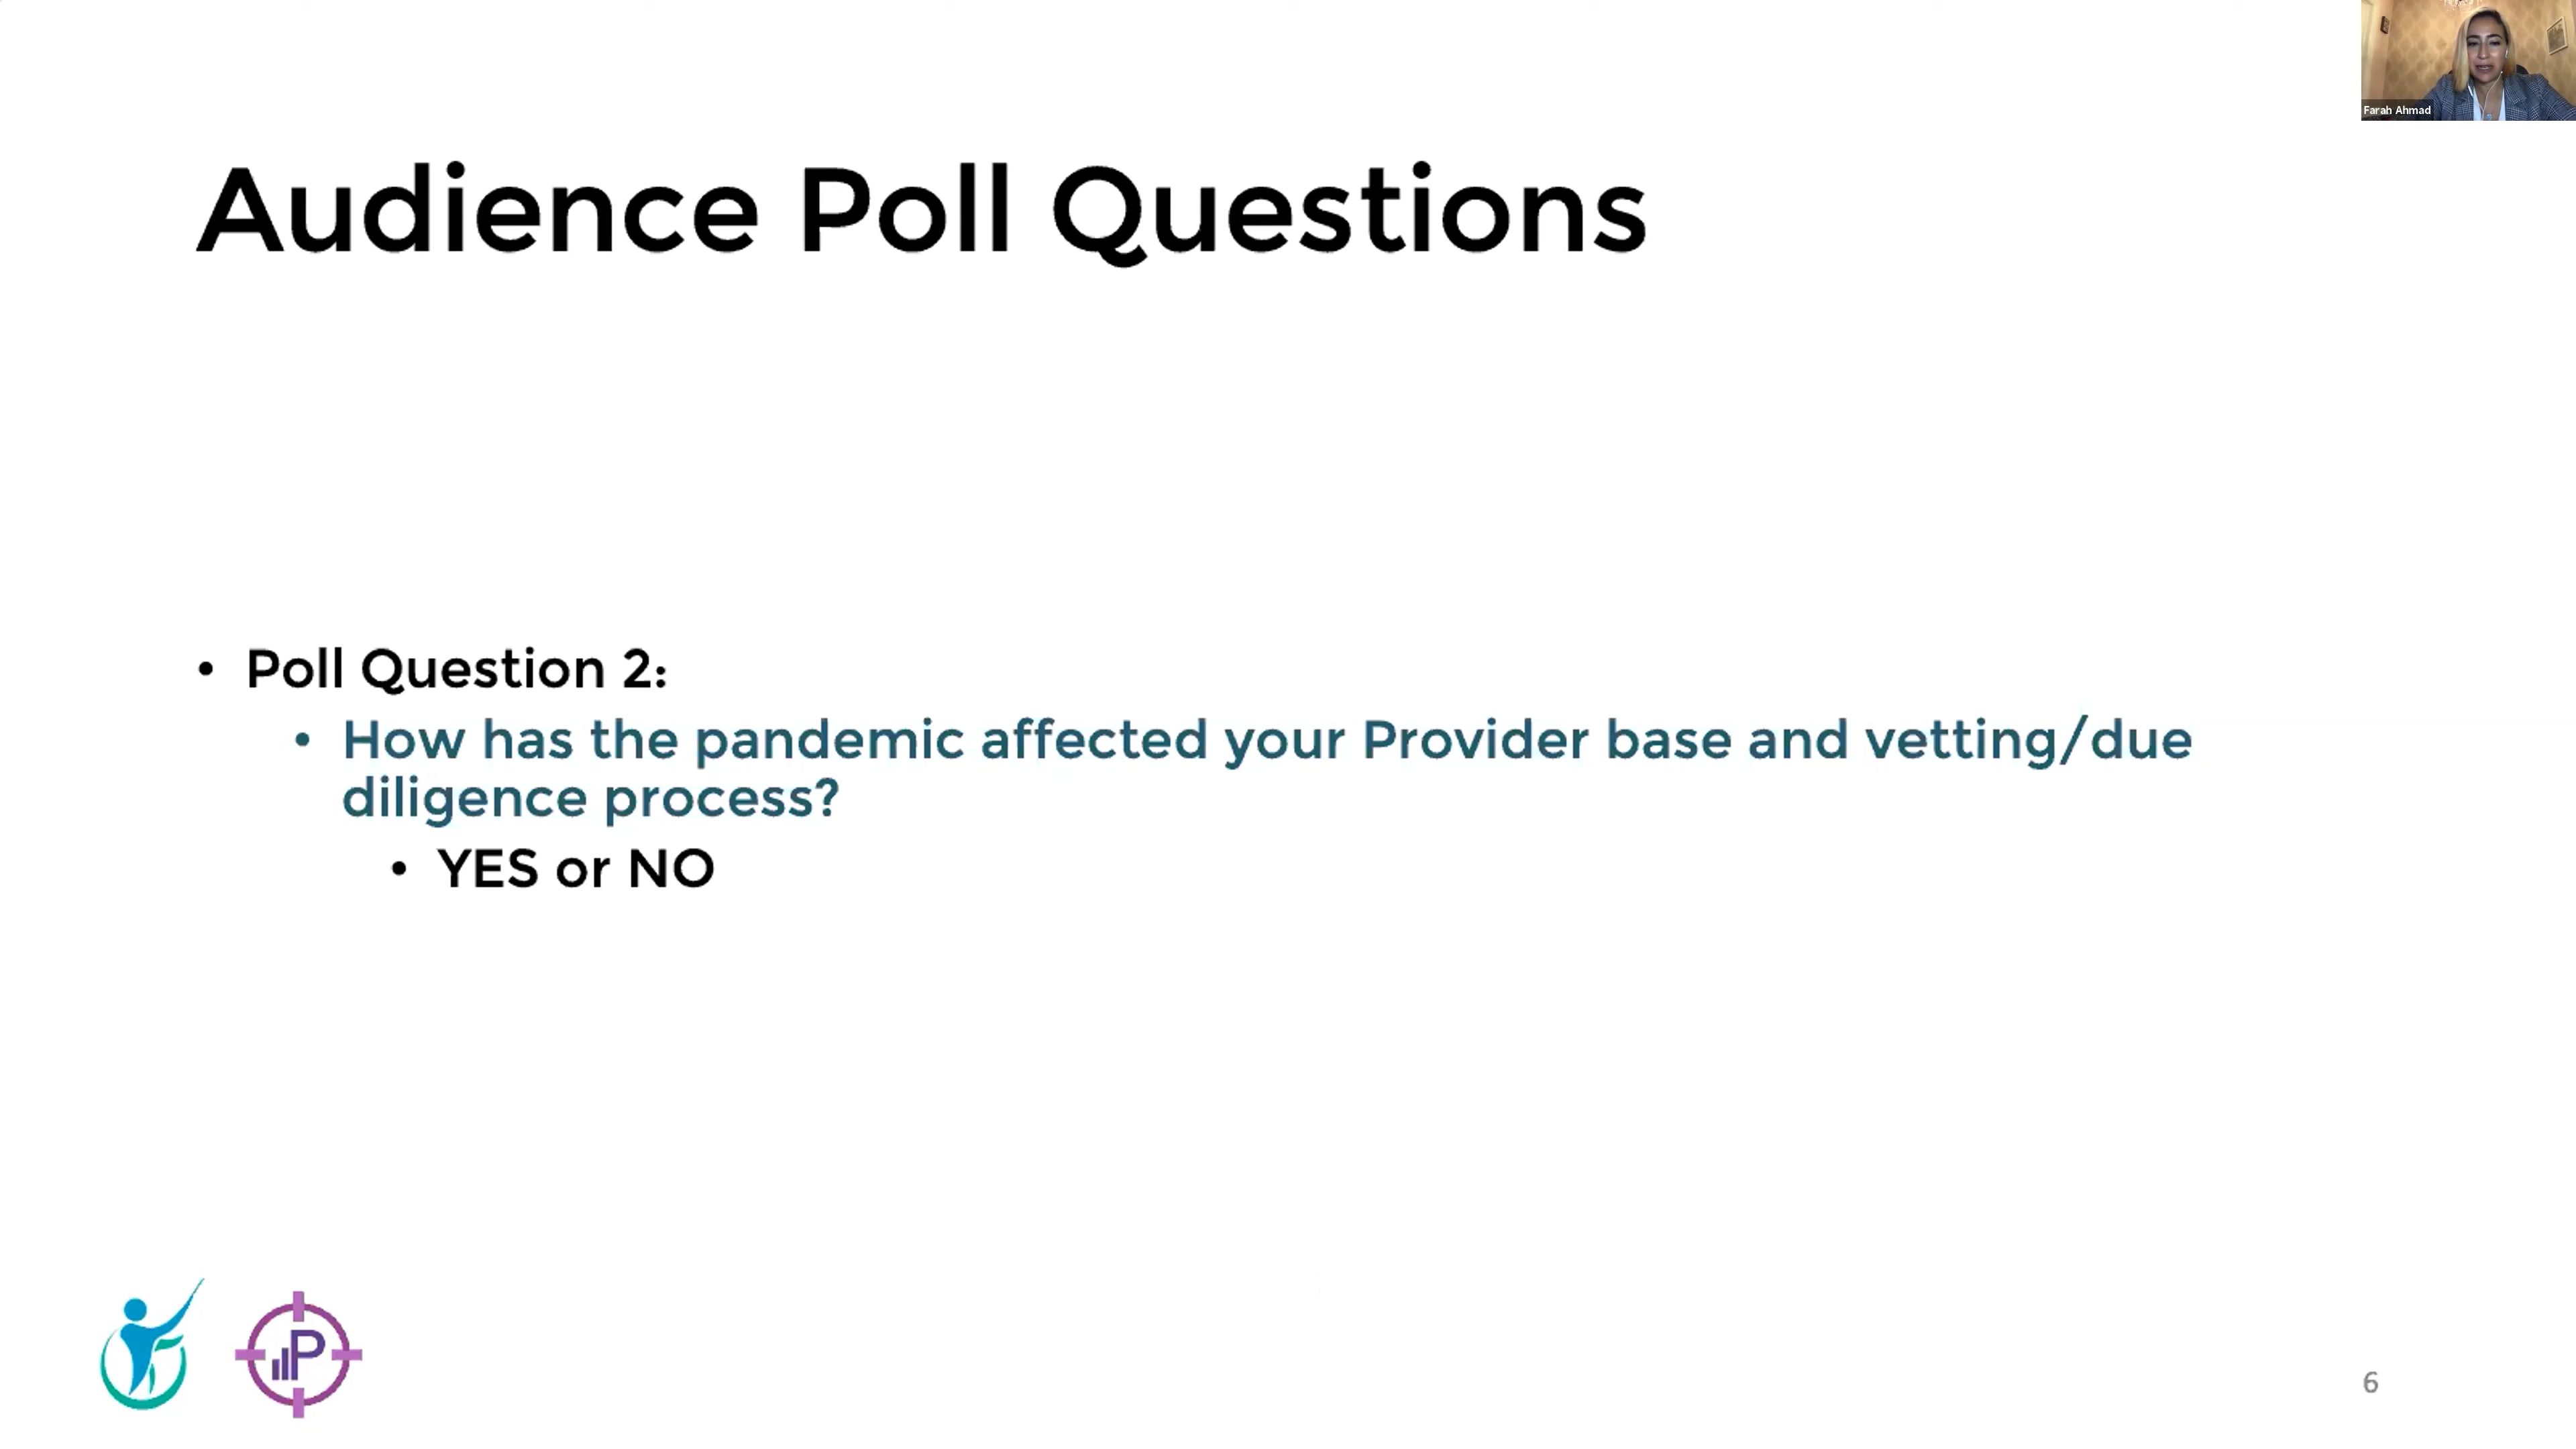 Farah Ahmad
Audience Poll Questions
• Poll Question 2:
• How has the pandemic affected your Provider base and vetting/due
diligence process?
• YES or NO
P
6